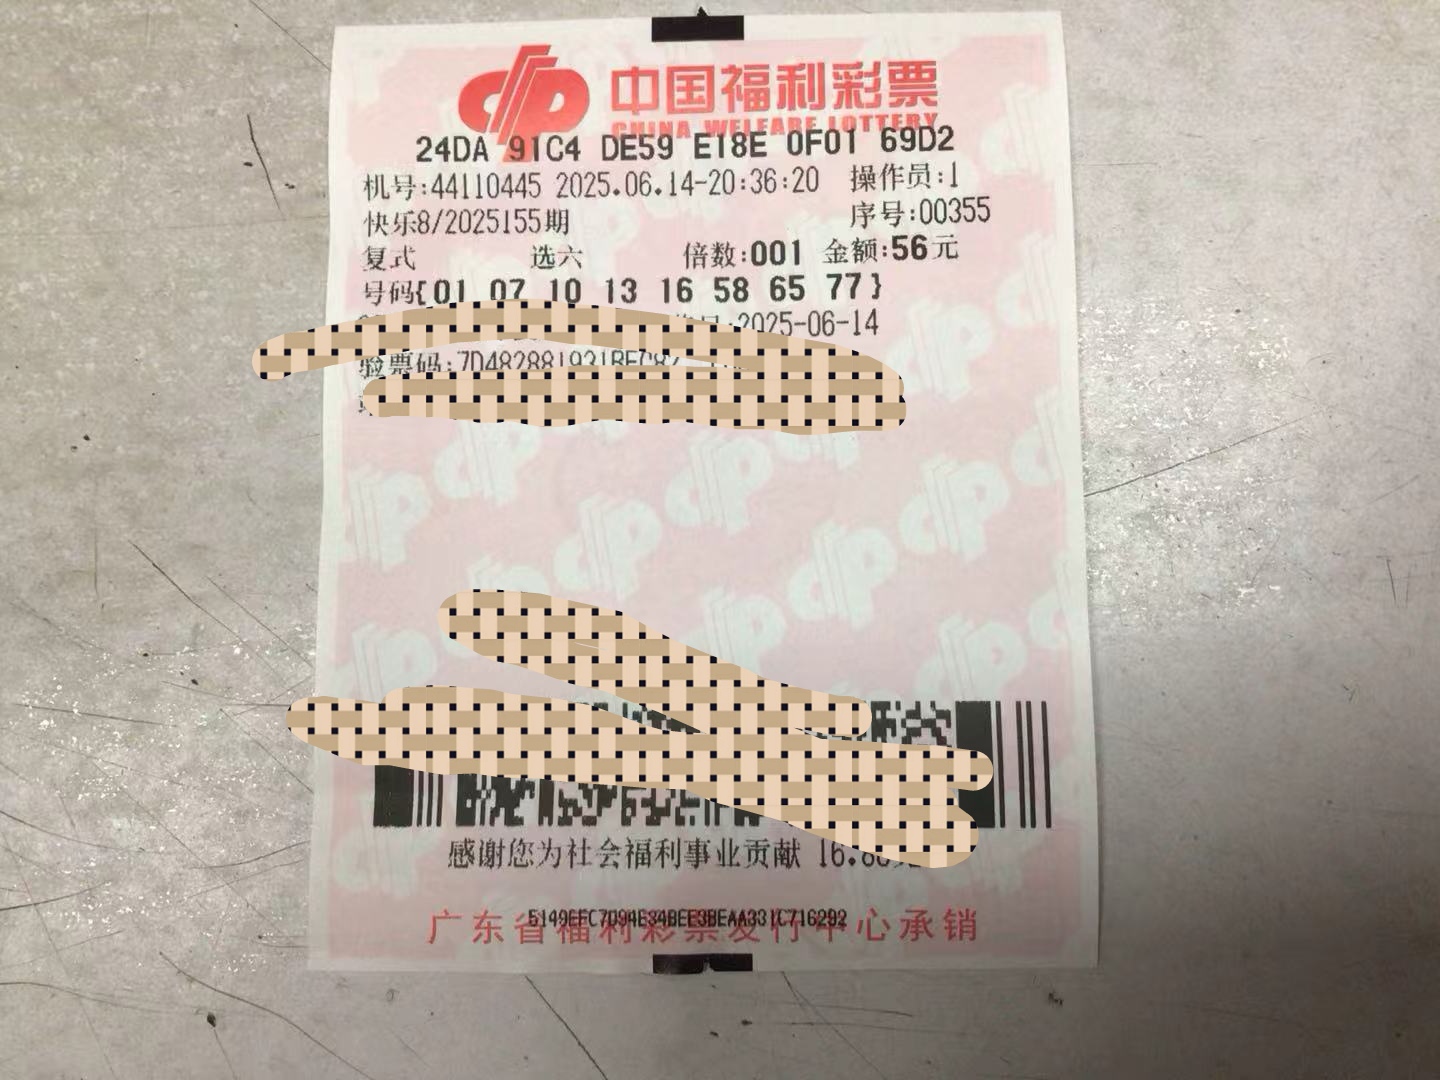 中国福利彩票
CHINA WELFARE LOTTERY
24DA 91C4 DE59 E18E 0F01 69D2
机号:44110445 2025.06.14-20:36:20 操作员:1
快乐8/2025155期 序号:00355
复式 选六 倍数:001 金额:56元
号码{01 07 10 13 16 58 65 77}
:2025-06-14
验票码:
感谢您为社会福利事业贡献
广东省福利彩票发行中心承销